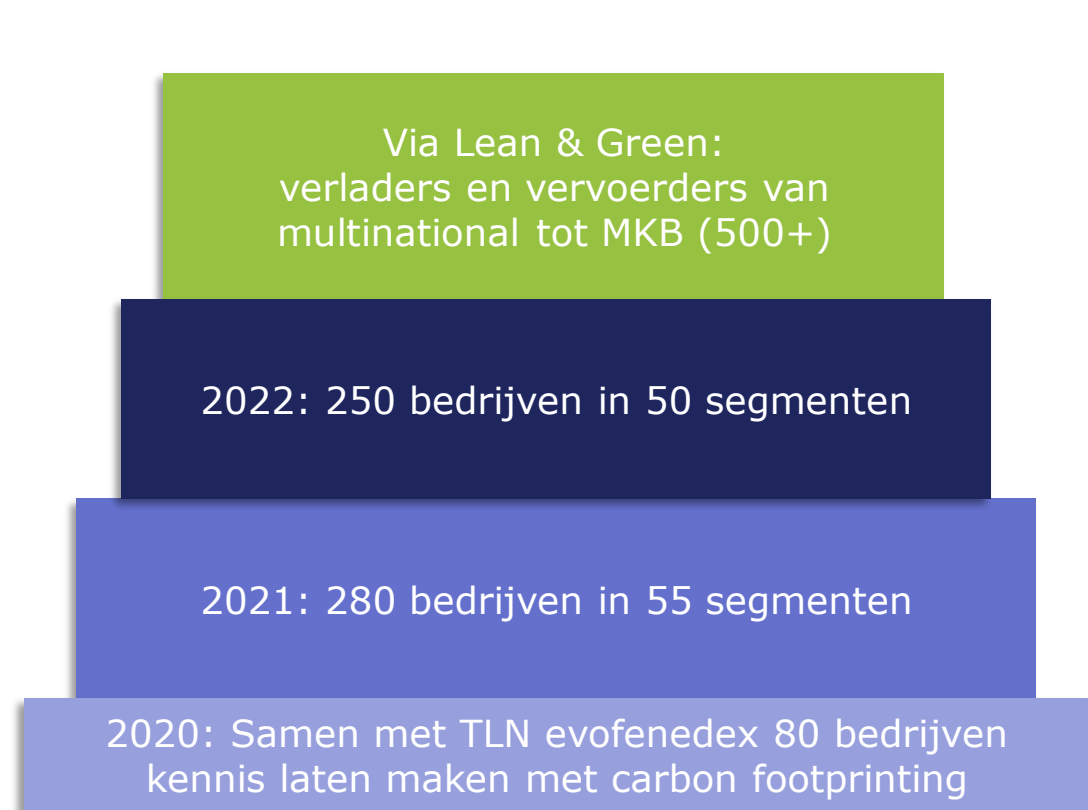 Via Lean & Green:
verladers en vervoerders van
multinational tot MKB (500+)
2022: 250 bedrijven in 50 segmenten
2021: 280 bedrijven in 55 segmenten
2020: Samen met TLN evofenedex 80 bedrijven
kennis laten maken met carbon footprinting